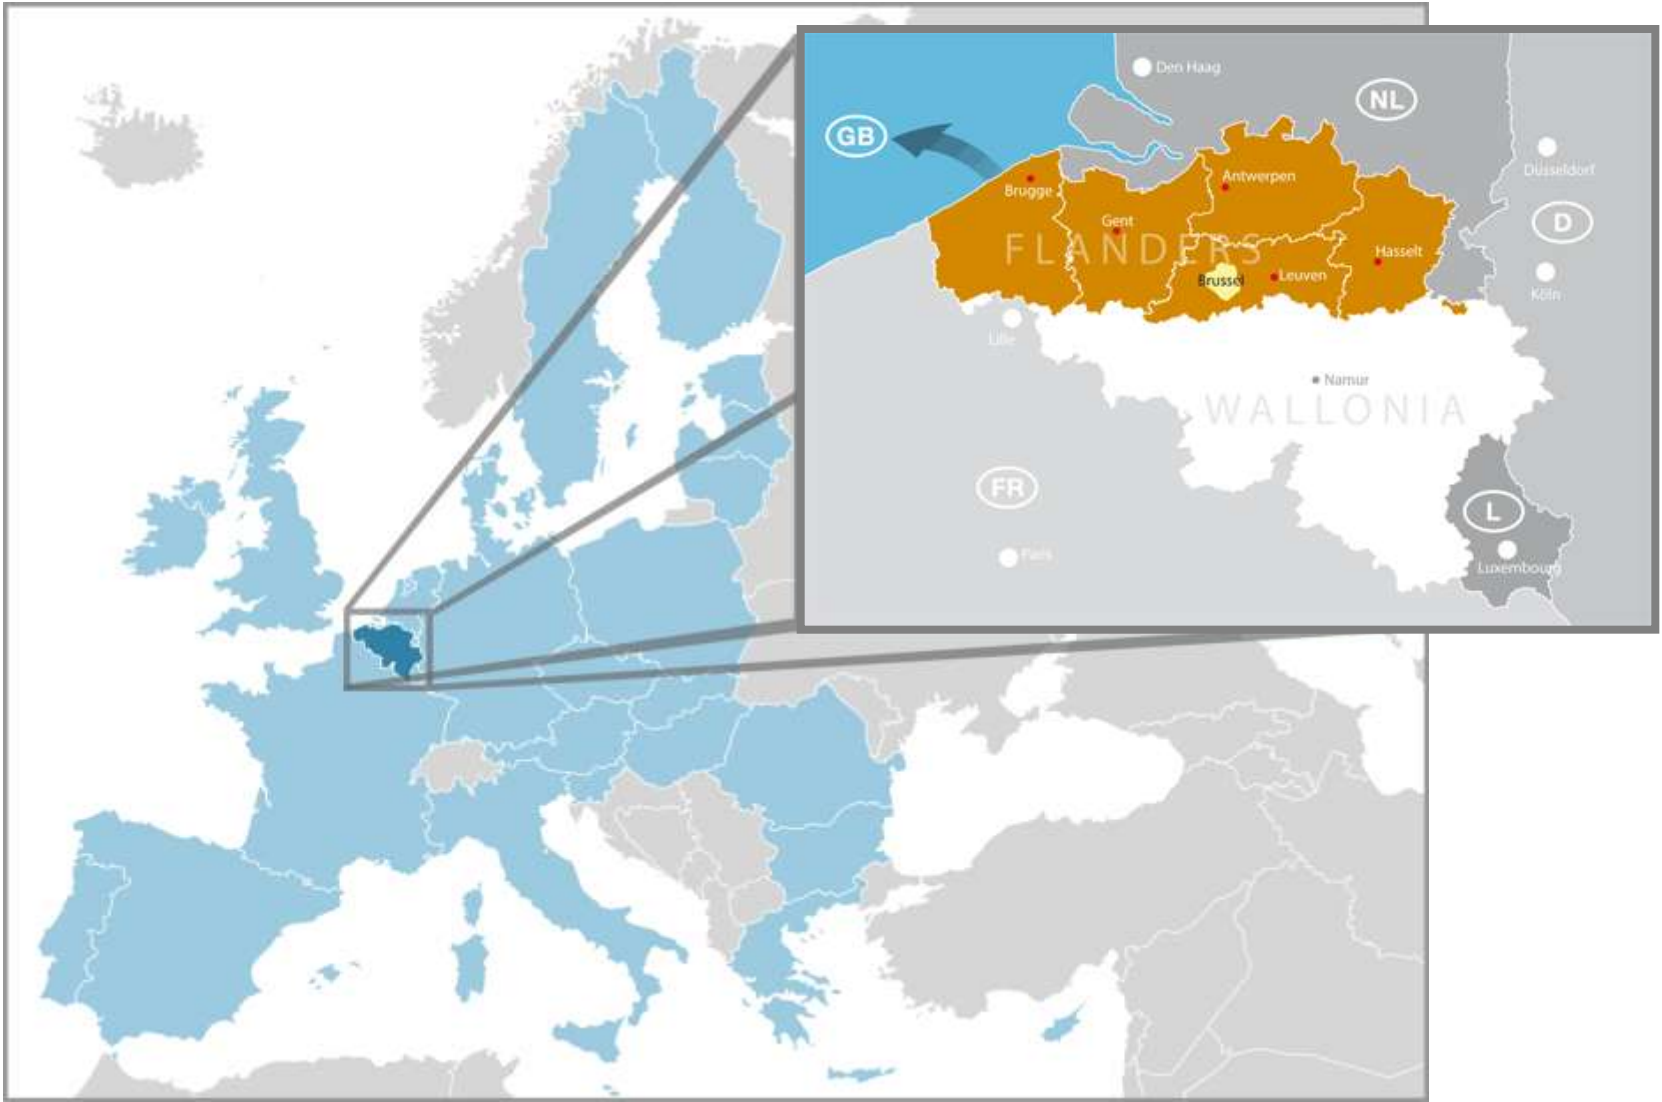 Den Haag
NL
GB
Düsseldorf
Antwerpen
Brugge
Gent
D
FLANDERS
Hasselt
Leuven
Brussel
Köln
Lille
Namur
WALLONIA
FR
L
Paris
Luxembourg